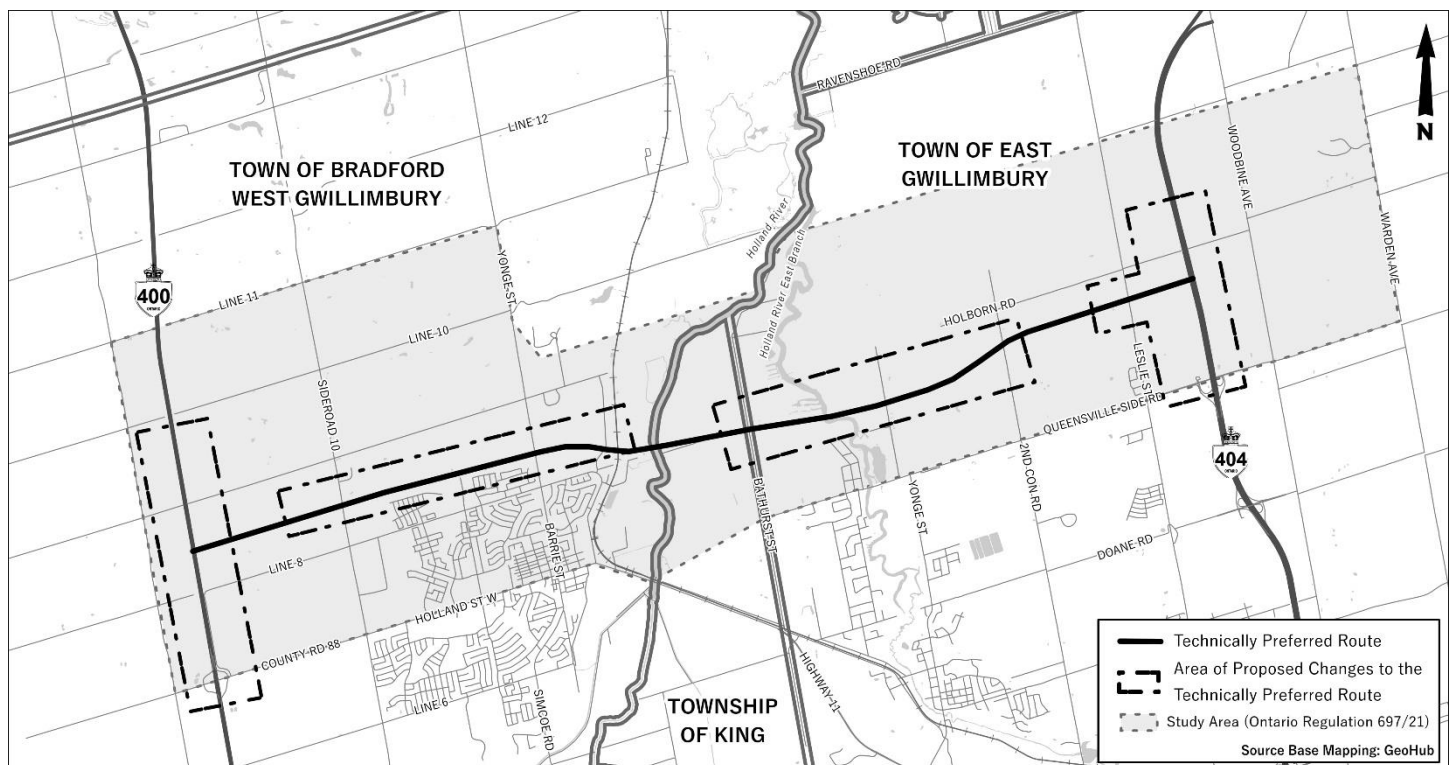 RAVENSHOE RD
N
LINE 12
TOWN OF BRADFORD
WEST GWILLIMBURY
TOWN OF EAST
GWILLIMBURY
WOODBINE AVE
WARDEN AVE
Holland River
Holland River East Branch
YONGE ST
400
LINE 11
LINE 10
HOLBORN RD
SIDEROAD 10
LESLIE ST
QUEENSVILLE SIDE RD
2ND CON RD
404
BATHURST ST
YONGE ST
BARRIE ST
LINE 8
DOANE RD
HOLLAND ST W
COUNTY RD 88
LINE 6
SIMCOE RD
HIGHWAY 11
TOWNSHIP
OF KING
Technically Preferred Route
Area of Proposed Changes to the
Technically Preferred Route
Study Area (Ontario Regulation 697/21)
Source Base Mapping: GeoHub